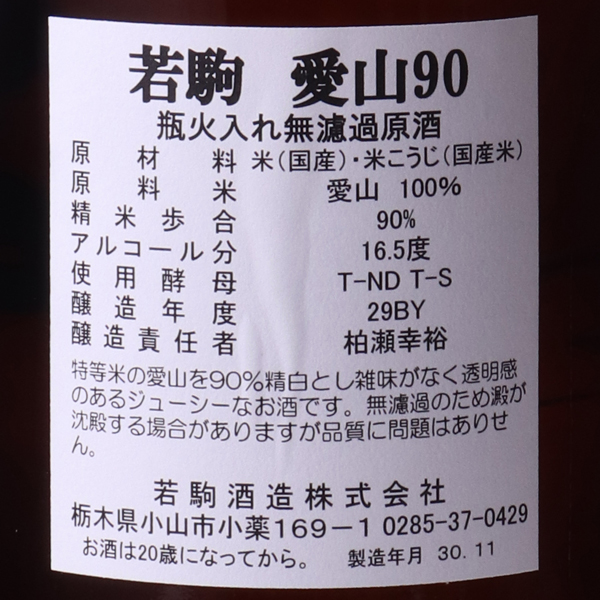 若駒 愛山90
瓶火入れ無濾過原酒
原材料 米(国産)・米こうじ(国産米)
原料米 愛山 100%
精米歩合 90%
アルコール分 16.5度
使用酵母 T-ND T-S
醸造年度 29BY
醸造責任者 柏瀬幸裕
特等米の愛山を90%精白とし雑味がなく透明感
のあるジューシーなお酒です。無濾過のため澱が
沈殿する場合がありますが品質に問題はありませ
ん。
若駒酒造株式会社
栃木県小山市小薬169-1 0285-37-0429
お酒は20歳になってから。 製造年月 30.11